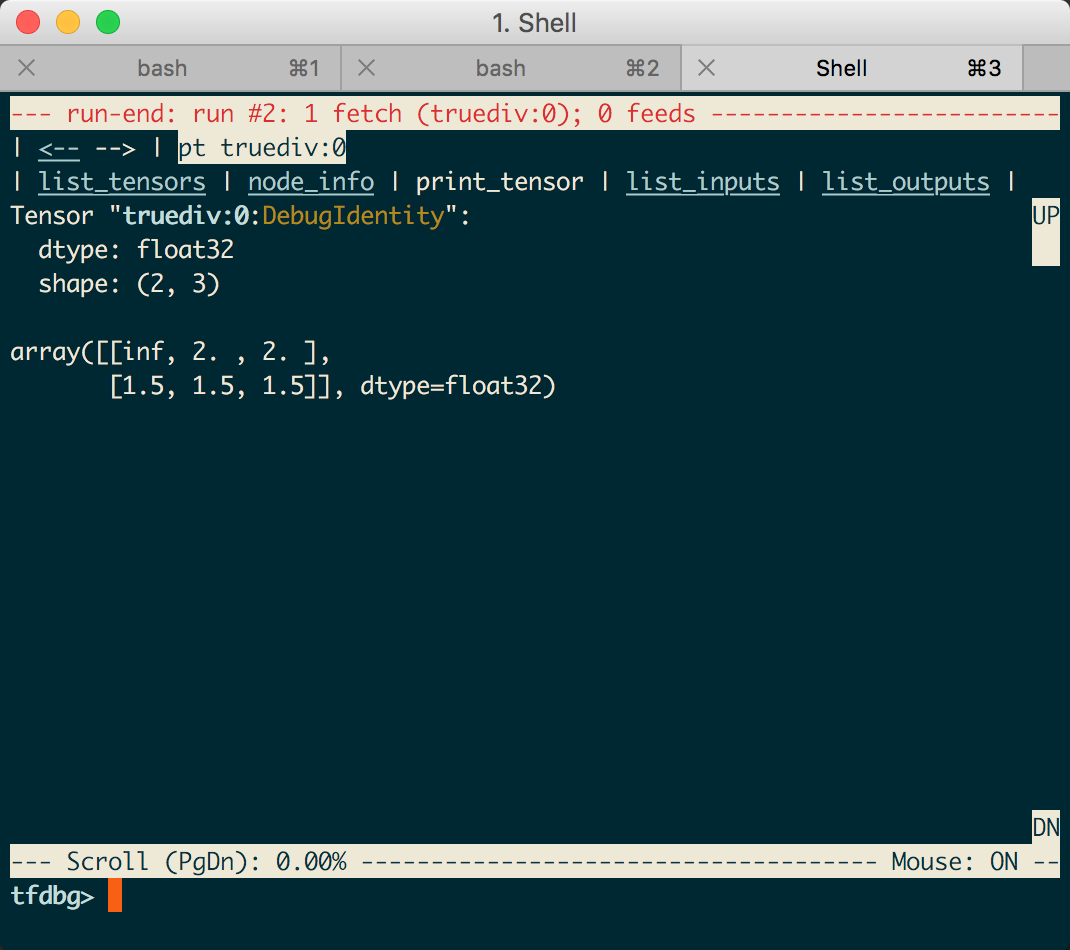 1. Shell
bash ⌘1 bash ⌘2 Shell ⌘3
--- run-end: run #2: 1 fetch (truediv:0); 0 feeds -------------------------
| <-- --> | pt truediv:0
| list_tensors | node_info | print_tensor | list_inputs | list_outputs |
Tensor "truediv:0:DebugIdentity":
UP
  dtype: float32
  shape: (2, 3)
array([[inf, 2. , 2. ],
       [1.5, 1.5, 1.5]], dtype=float32)
DN
--- Scroll (PgDn): 0.00% ------------------------------------- Mouse: ON --
tfdbg>